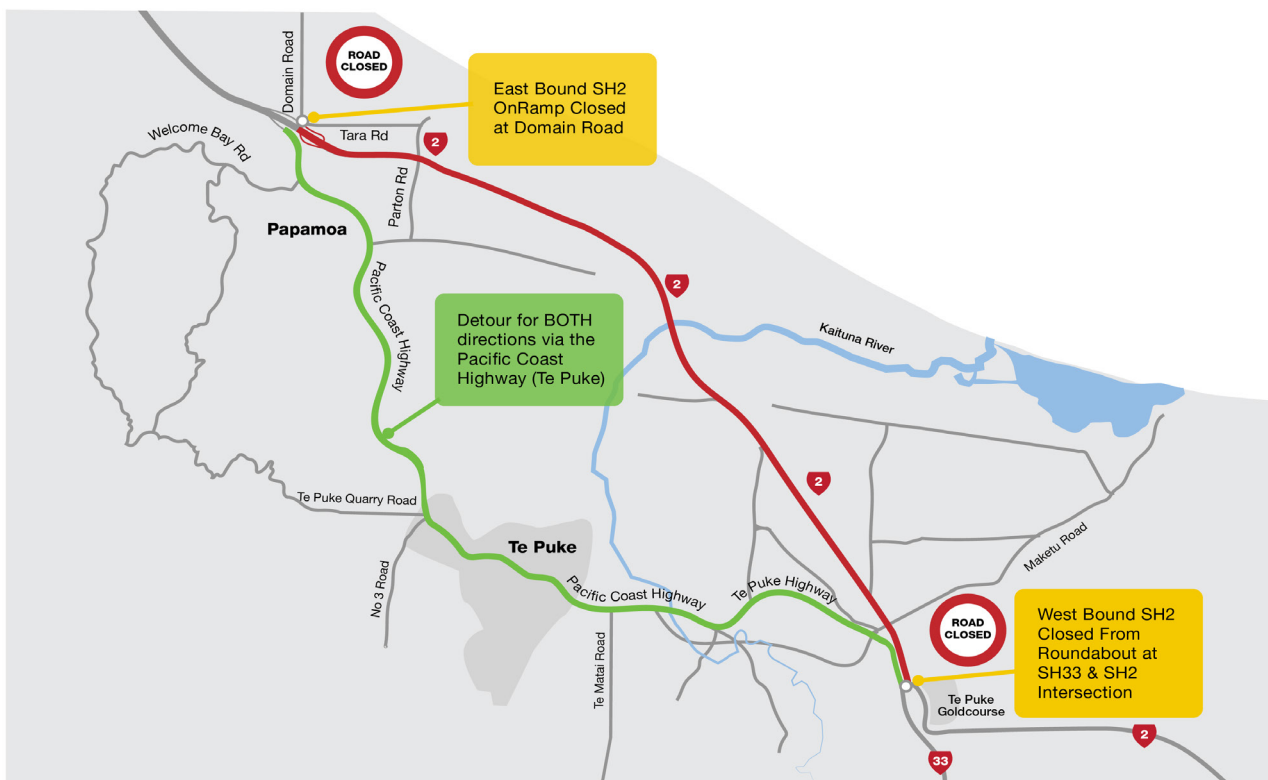 Domain Road
ROAD
CLOSED
East Bound SH2
OnRamp Closed
at Domain Road
Welcome Bay Rd
Tara Rd
2
Parton Rd
Papamoa
Pacific Coast Highway
2
Detour for BOTH
directions via the
Pacific Coast
Highway (Te Puke)
Kaituna River
2
Te Puke Quarry Road
Te Puke
No 3 Road
Pacific Coast Highway
Te Puke Highway
Maketu Road
Te Matai Road
ROAD
CLOSED
West Bound SH2
Closed From
Roundabout at
SH33 & SH2
Intersection
Te Puke
Goldcourse
2
33